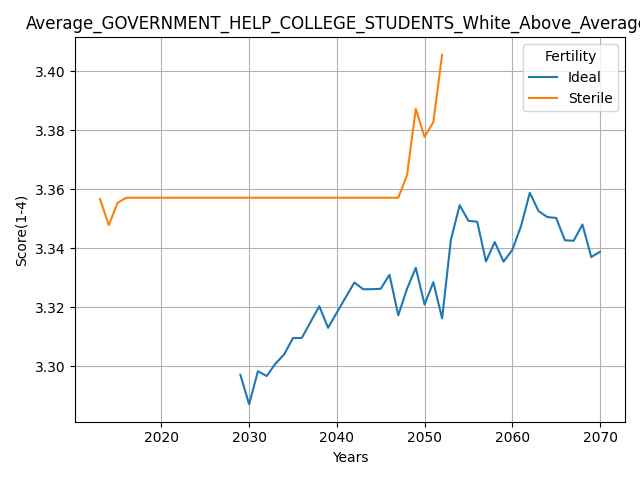 Average_GOVERNMENT_HELP_COLLEGE_STUDENTS_White_Above_Average
Fertility
Ideal
Sterile
3.40
3.38
3.36
3.34
3.32
3.30
Score(1-4)
2020 2030 2040 2050 2060 2070
Years